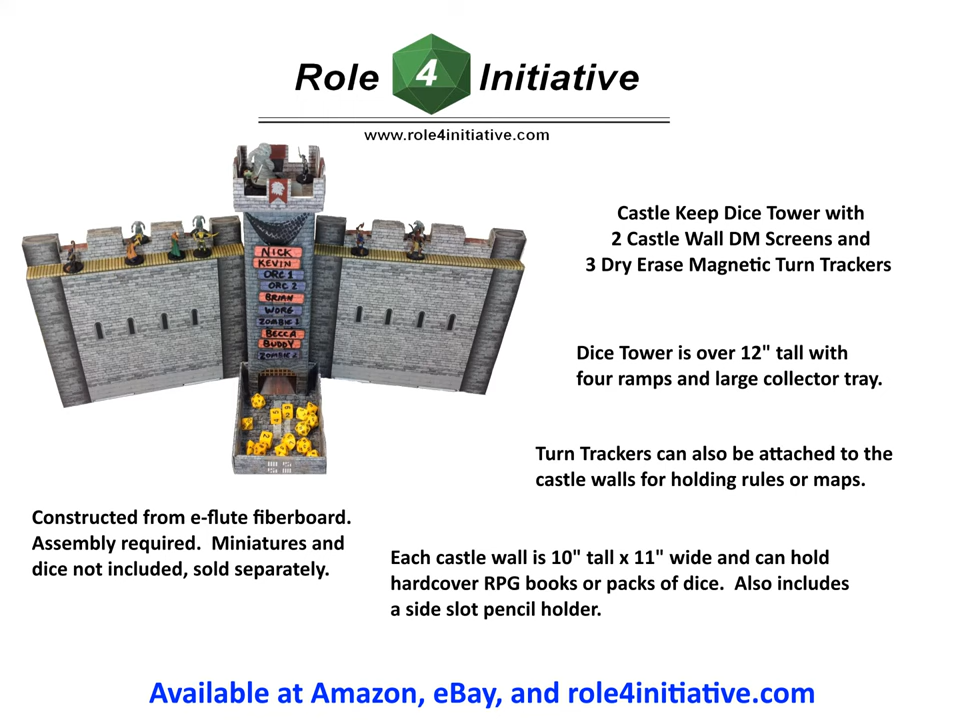 Role 4 Initiative
www.role4initiative.com
NICK
KEVIN
ORC 1
ORC 2
BRIAN
WORG
ZOMBIE 1
BECCA
BUDDY
ZOMBIE 2
Castle Keep Dice Tower with
2 Castle Wall DM Screens and
3 Dry Erase Magnetic Turn Trackers
Dice Tower is over 12" tall with
four ramps and large collector tray.
Turn Trackers can also be attached to the
castle walls for holding rules or maps.
Constructed from e-flute fiberboard.
Assembly required.  Miniatures and
dice not included, sold separately.
Each castle wall is 10" tall x 11" wide and can hold
hardcover RPG books or packs of dice.  Also includes
a side slot pencil holder.
Available at Amazon, eBay, and role4initiative.com